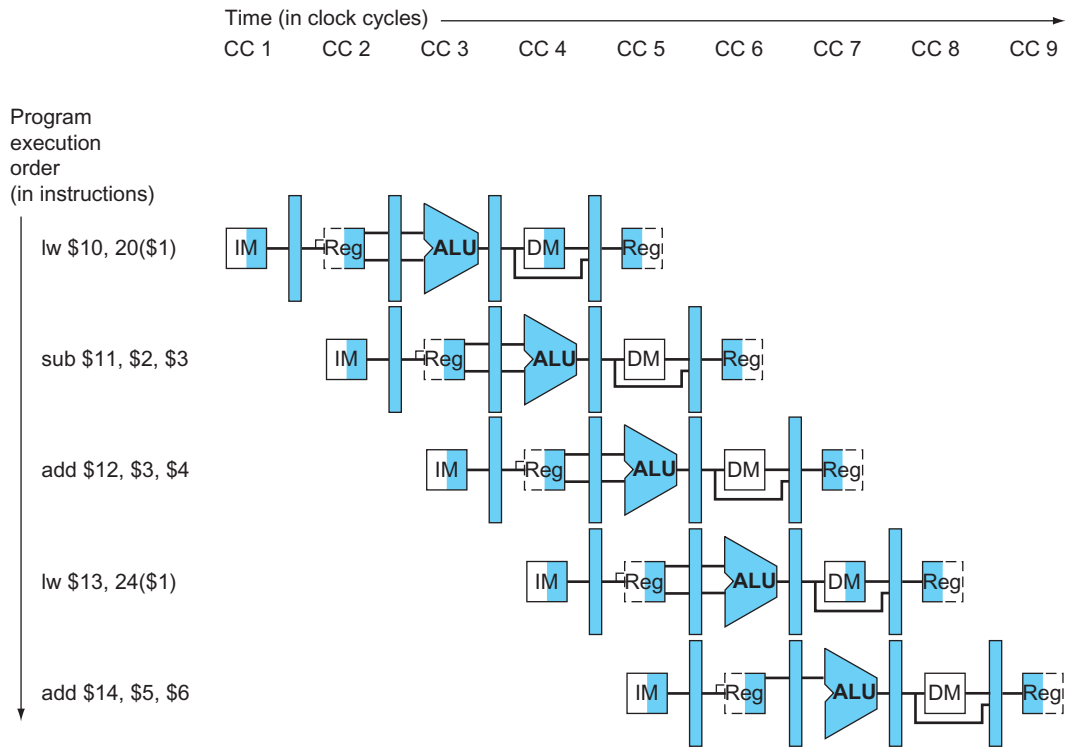 Time (in clock cycles)
CC 1 CC 2 CC 3 CC 4 CC 5 CC 6 CC 7 CC 8 CC 9
Program
execution
order
(in instructions)
lw $10, 20($1) IM Reg ALU DM Reg
sub $11, $2, $3 IM Reg ALU DM Reg
add $12, $3, $4 IM Reg ALU DM Reg
lw $13, 24($1) IM Reg ALU DM Reg
add $14, $5, $6 IM Reg ALU DM Reg